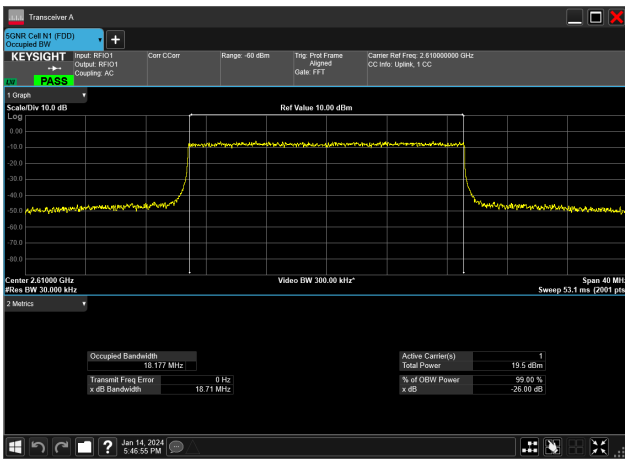 Transceiver A
5GNR Cell N1 (FDD)
Occupied BW
KEYSIGHT
PASS
Input: RFIO1
Output: RFIO1
Coupling: AC
Corr CCorr
Range: -60 dBm
Trig: Prot Frame
Aligned
Gate: FFT
Carrier Ref Freq: 2.610000000 GHz
CC Info: Uplink, 1 CC
1 Graph
Scale/Div 10.0 dB
Ref Value 10.00 dBm
Log
0.00
-10.0
-20.0
-30.0
-40.0
-50.0
-60.0
-70.0
-80.0
Center 2.61000 GHz
Video BW 300.00 kHz*
Span 40 MHz
#Res BW 30.000 kHz
Sweep 53.1 ms (2001 pts
2 Metrics
Occupied Bandwidth
18.177 MHz
Transmit Freq Error 0 Hz
x dB Bandwidth 18.71 MHz
Active Carrier(s) 1
Total Power 19.5 dBm
% of OBW Power 99.00 %
x dB -26.00 dB
Jan 14, 2024
5:46:55 PM